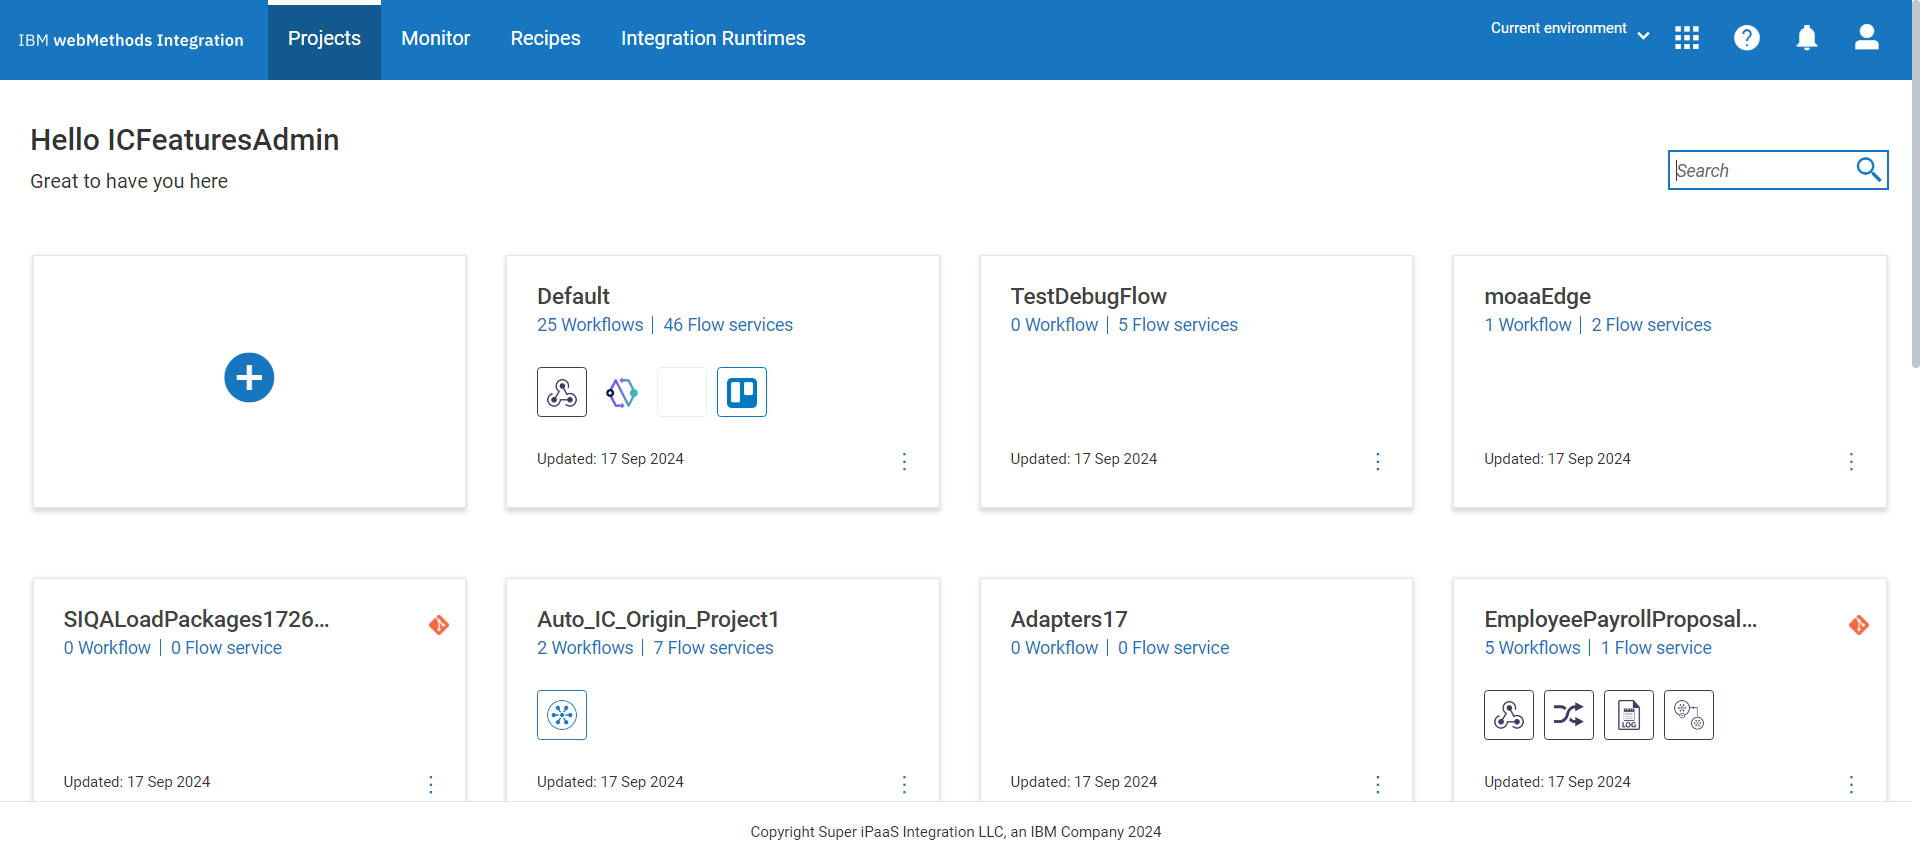 IBM webMethods Integration
Projects
Monitor
Recipes
Integration Runtimes
Current environment
Hello ICFeaturesAdmin
Great to have you here
Search
Default
25 Workflows | 46 Flow services
Updated: 17 Sep 2024
TestDebugFlow
0 Workflow | 5 Flow services
Updated: 17 Sep 2024
moaaEdge
1 Workflow | 2 Flow services
Updated: 17 Sep 2024
SIQALoadPackages1726...
0 Workflow | 0 Flow service
Updated: 17 Sep 2024
Auto_IC_Origin_Project1
2 Workflows | 7 Flow services
Updated: 17 Sep 2024
Adapters17
0 Workflow | 0 Flow service
Updated: 17 Sep 2024
EmployeePayrollProposal...
5 Workflows | 1 Flow service
LOG
Updated: 17 Sep 2024
Copyright Super iPaaS Integration LLC, an IBM Company 2024